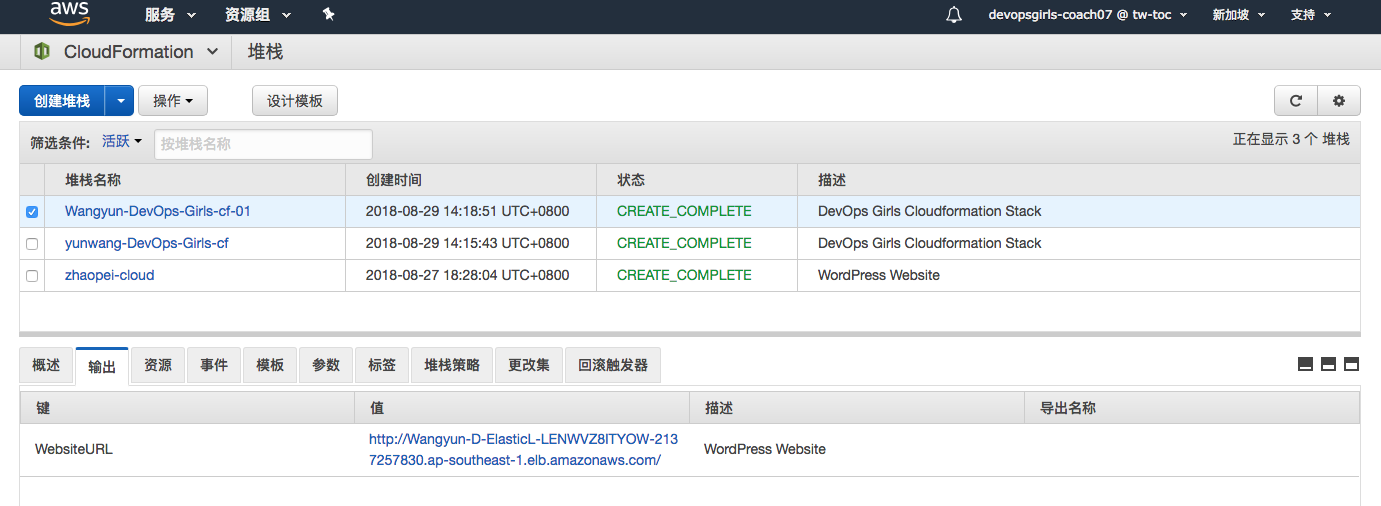 aws 服务 资源组 devopsgirls-coach07 @ tw-toc 新加坡 支持
CloudFormation 堆栈
创建堆栈 操作 设计模板
筛选条件: 活跃 按堆栈名称 正在显示 3 个 堆栈
堆栈名称 创建时间 状态 描述
Wangyun-DevOps-Girls-cf-01 2018-08-29 14:18:51 UTC+0800 CREATE_COMPLETE DevOps Girls Cloudformation Stack
yunwang-DevOps-Girls-cf 2018-08-29 14:15:43 UTC+0800 CREATE_COMPLETE DevOps Girls Cloudformation Stack
zhaopei-cloud 2018-08-27 18:28:04 UTC+0800 CREATE_COMPLETE WordPress Website
概述 输出 资源 事件 模板 参数 标签 堆栈策略 更改集 回滚触发器
键 值 描述 导出名称
WebsiteURL http://Wangyun-D-ElasticL-LENWVZ8ITYOW-213 WordPress Website
7257830.ap-southeast-1.elb.amazonaws.com/